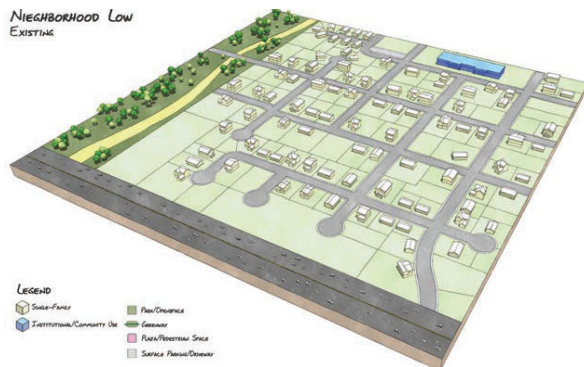 Nieghborhood Low
Existing
Legend
Single-Family
Institutional/Community Use
Park/Openspace
Greenway
Plaza/Pedestrian Space
Surface Parking/Driveway